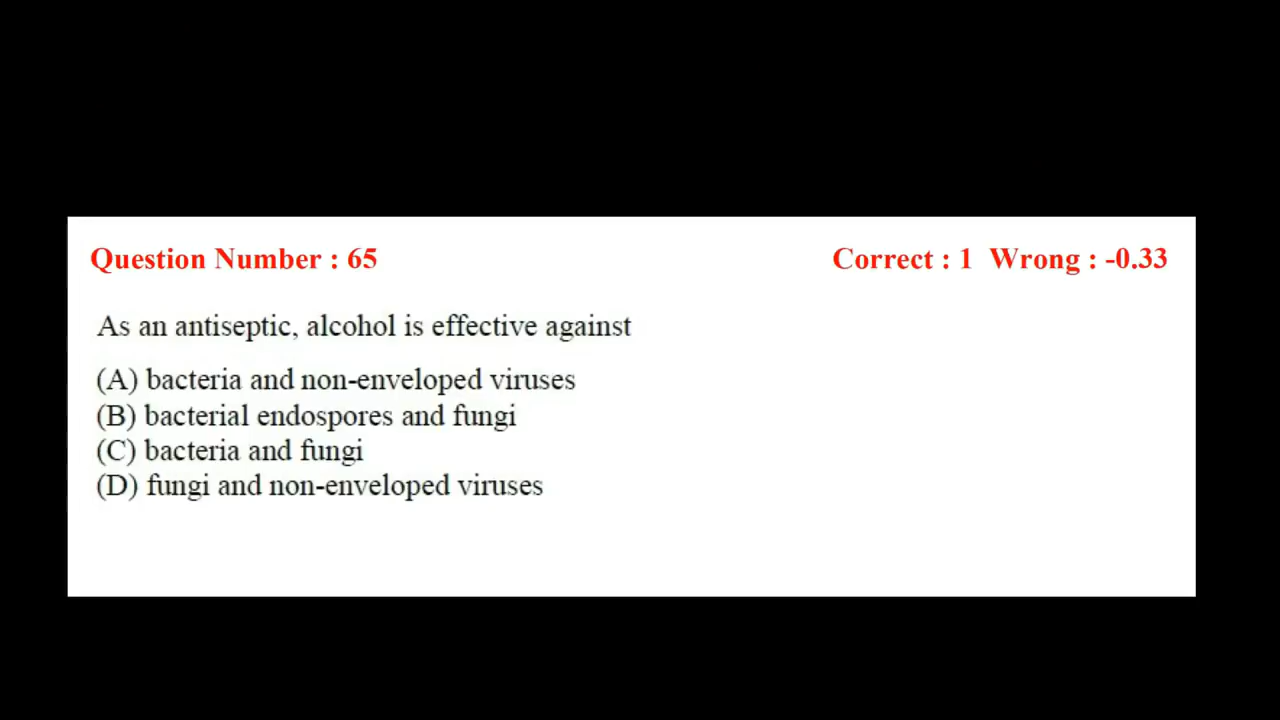 Question Number : 65 Correct : 1 Wrong : -0.33
As an antiseptic, alcohol is effective against
(A) bacteria and non-enveloped viruses
(B) bacterial endospores and fungi
(C) bacteria and fungi
(D) fungi and non-enveloped viruses